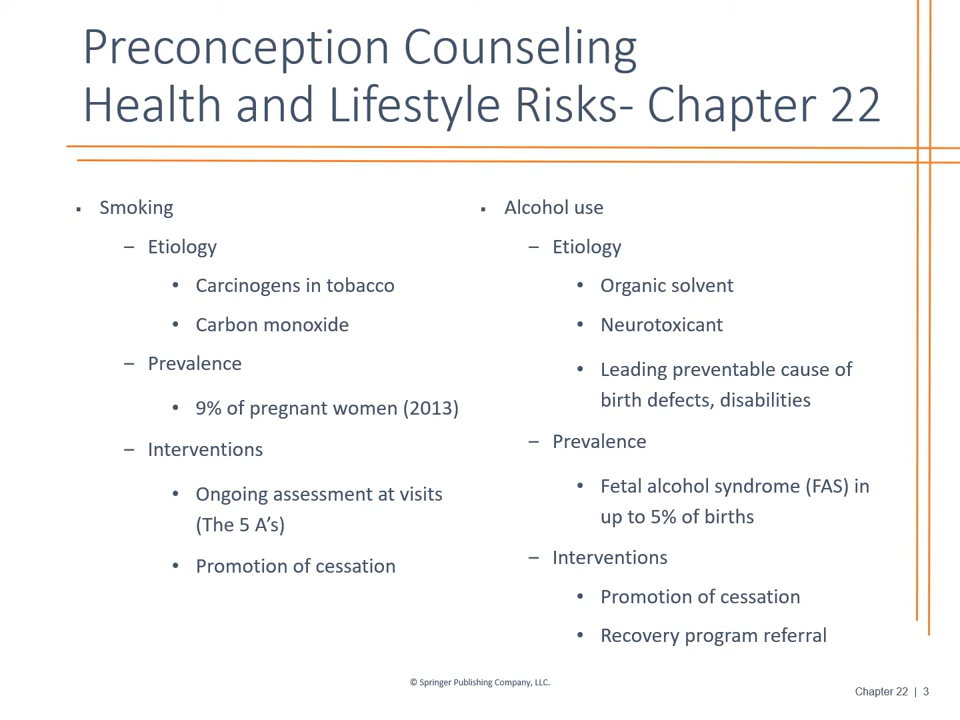 Preconception Counseling
Health and Lifestyle Risks- Chapter 22
▪ Smoking
– Etiology
• Carcinogens in tobacco
• Carbon monoxide
– Prevalence
• 9% of pregnant women (2013)
– Interventions
• Ongoing assessment at visits
(The 5 A’s)
• Promotion of cessation
▪ Alcohol use
– Etiology
• Organic solvent
• Neurotoxicant
• Leading preventable cause of
birth defects, disabilities
– Prevalence
• Fetal alcohol syndrome (FAS) in
up to 5% of births
– Interventions
• Promotion of cessation
• Recovery program referral
© Springer Publishing Company, LLC.
Chapter 22 | 3